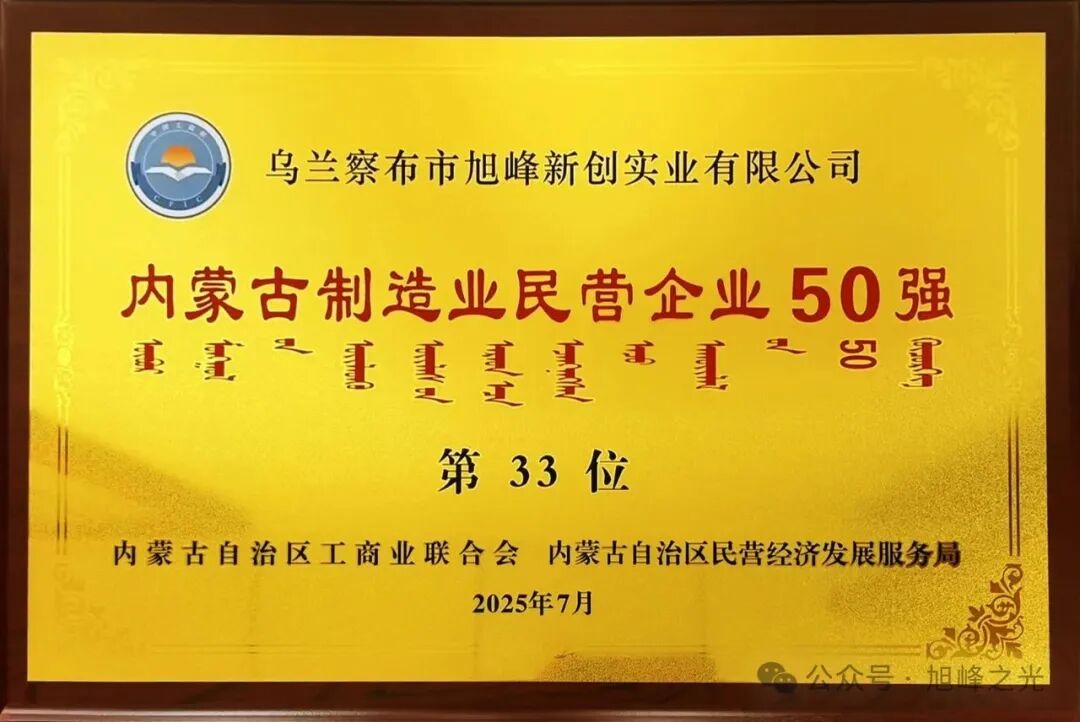 乌兰察布市旭峰新创实业有限公司
内蒙古制造业民营企业50强
50
第 33 位
内蒙古自治区工商业联合会 内蒙古自治区民营经济发展服务局
2025年7月
公众号·旭峰之光